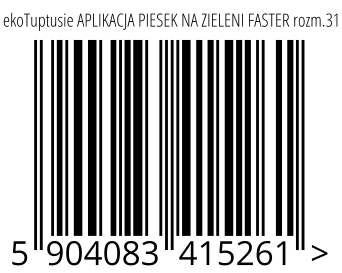 ekoTuptusie APLIKACJA PIESEK NA ZIELENI FASTER rozm.31
5 904083 415261 >